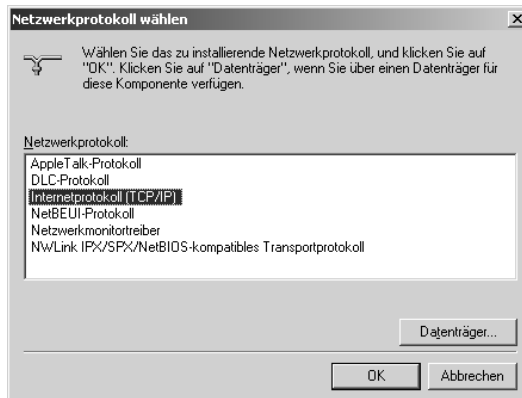 Netzwerkprotokoll wählen
Wählen Sie das zu installierende Netzwerkprotokoll, und klicken Sie auf
"OK". Klicken Sie auf "Datenträger", wenn Sie über einen Datenträger für
diese Komponente verfügen.
Netzwerkprotokoll:
AppleTalk-Protokoll
DLC-Protokoll
Internetprotokoll (TCP/IP)
NetBEUI-Protokoll
Netzwerkmonitortreiber
NWLink IPX/SPX/NetBIOS-kompatibles Transportprotokoll
Datenträger...
OK
Abbrechen